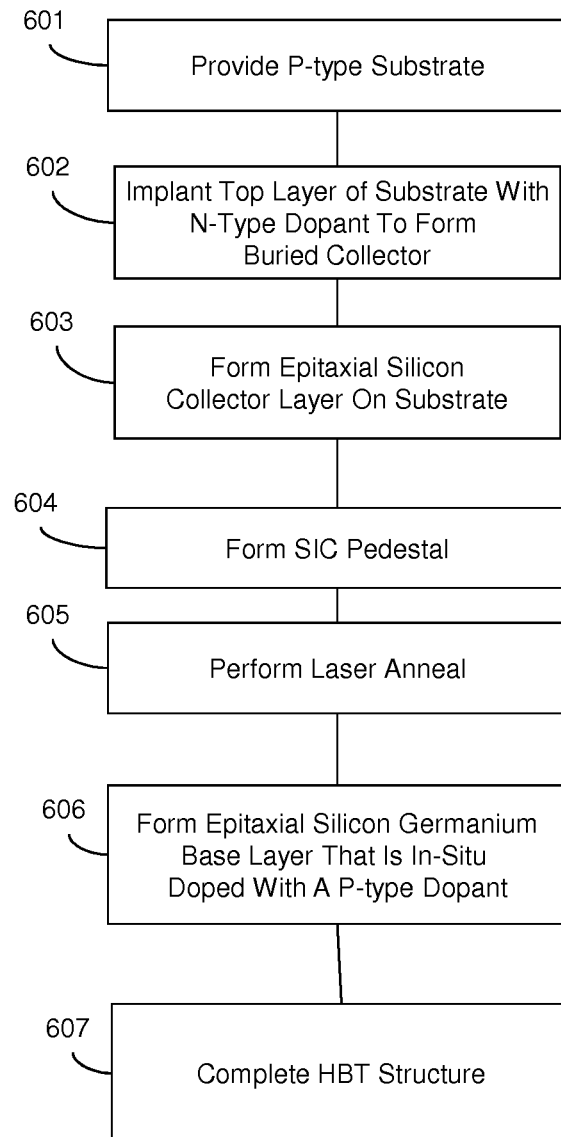 601
Provide P-type Substrate
602
Implant Top Layer of Substrate With
N-Type Dopant To Form
Buried Collector
603
Form Epitaxial Silicon
Collector Layer On Substrate
604
Form SIC Pedestal
605
Perform Laser Anneal
606
Form Epitaxial Silicon Germanium
Base Layer That Is In-Situ
Doped With A P-type Dopant
607
Complete HBT Structure